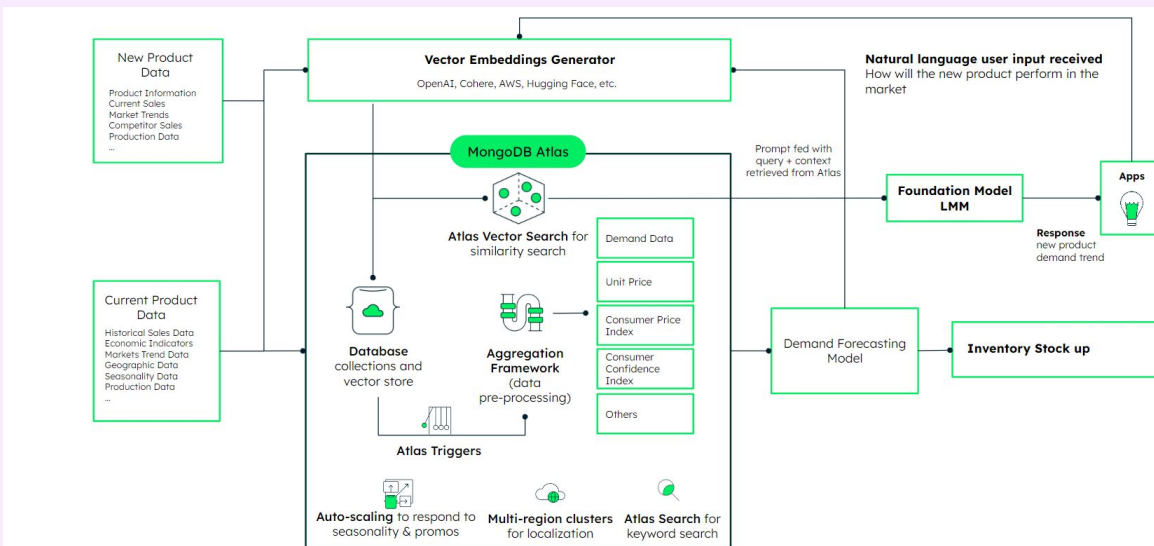 New Product
Data
Product Information
Current Sales
Market Trends
Competitor Sales
Production Data
...
Vector Embeddings Generator
OpenAI, Cohere, AWS, Hugging Face, etc.
Natural language user input received
How will the new product perform in the
market
MongoDB Atlas
Prompt fed with
query + context
retrieved from Atlas
Foundation Model
LMM
Apps
Response
new product
demand trend
Atlas Vector Search for
similarity search
Demand Data
Unit Price
Consumer Price
Index
Consumer
Confidence
Index
Others
Current Product
Data
Historical Sales Data
Economic Indicators
Markets Trend Data
Geographic Data
Seasonality Data
Production Data
...
Database
collections and
vector store
Aggregation
Framework
(data
pre-processing)
Atlas Triggers
Demand Forecasting
Model
Inventory Stock up
Auto-scaling to respond to
seasonality & promos
Multi-region clusters
for localization
Atlas Search for
keyword search